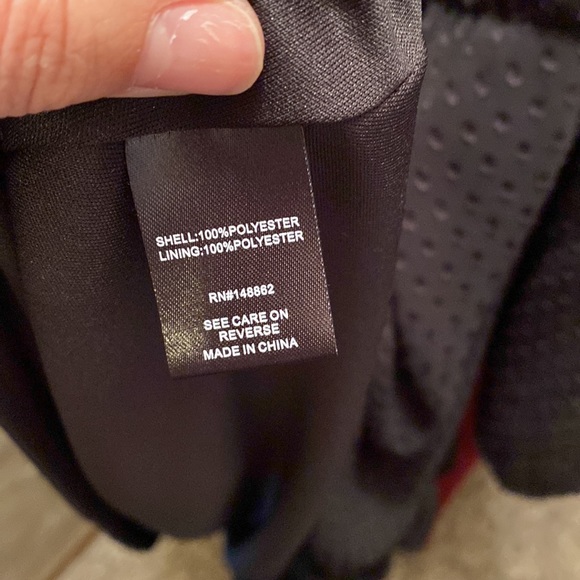 SHELL:100%POLYESTER
LINING:100%POLYESTER
RN#148862
SEE CARE ON
REVERSE
MADE IN CHINA